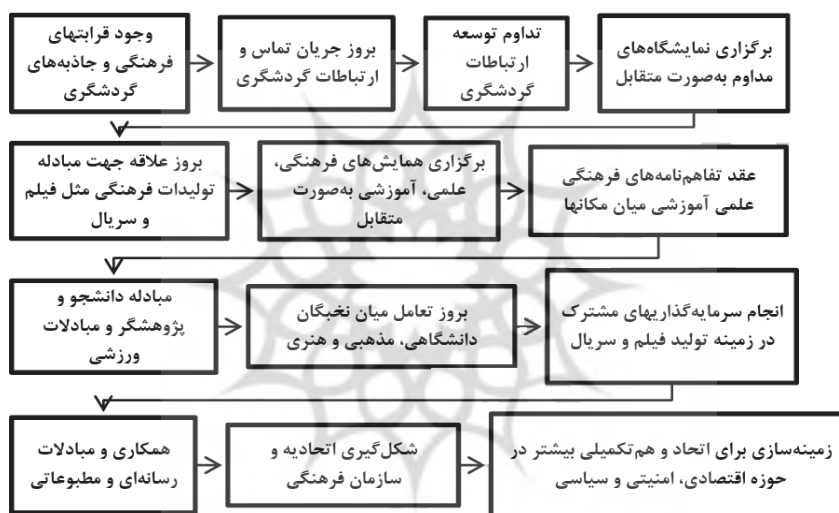 وجود قرابتهای
فرهنگی و جاذبه‌های
گردشگری
بروز جریان تماس و
ارتباطات گردشگری
تداوم توسعه
ارتباطات
گردشگری
برگزاری نمایشگاه‌های
مداوم به‌صورت متقابل
بروز علاقه جهت مبادله
تولیدات فرهنگی مثل فیلم
و سریال
برگزاری همایش‌های فرهنگی،
علمی، آموزشی به‌صورت
متقابل
عقد تفاهم‌نامه‌های فرهنگی
علمی آموزشی میان مکانها
مبادله دانشجو و
پژوهشگر و مبادلات
ورزشی
بروز تعامل میان نخبگان
دانشگاهی، مذهبی و هنری
انجام سرمایه‌گذاریهای مشترک
در زمینه تولید فیلم و سریال
همکاری و مبادلات
رسانه‌ای و مطبوعاتی
شکل‌گیری اتحادیه و
سازمان فرهنگی
زمینه‌سازی برای اتحاد و هم‌تکمیلی بیشتر در
حوزه اقتصادی، امنیتی و سیاسی